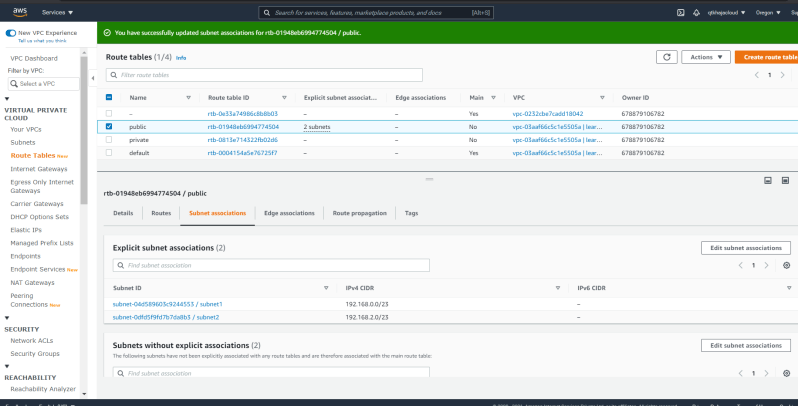 aws
Services
Search for services, features, marketplace products, and docs [Alt+S]
qtkhajacloud Oregon
New VPC Experience
Tell us what you think
You have successfully updated subnet associations for rtb-01948eb6994774504 / public.
VPC Dashboard
Filter by VPC:
Select a VPC
VIRTUAL PRIVATE CLOUD
Your VPCs
Subnets
Route Tables New
Internet Gateways
Egress Only Internet Gateways
Carrier Gateways
DHCP Options Sets
Elastic IPs
Managed Prefix Lists
Endpoints
Endpoint Services New
NAT Gateways
Peering Connections New
SECURITY
Network ACLs
Security Groups
REACHABILITY
Reachability Analyzer
Route tables (1/4) Info
Actions
Create route table
Filter route tables
1
Name Route table ID Explicit subnet associat... Edge associations Main VPC Owner ID
– rtb-0e33a74986c8b8b03 – – Yes vpc-0232cbe7cadd18042 678879106782
public rtb-01948eb6994774504 2 subnets – No vpc-03aaf66c5c1e5505a | lear... 678879106782
private rtb-0813e714322fb02d6 – – No vpc-03aaf66c5c1e5505a | lear... 678879106782
default rtb-0004154a5e76725f7 – – Yes vpc-03aaf66c5c1e5505a | lear... 678879106782
rtb-01948eb6994774504 / public
Details Routes Subnet associations Edge associations Route propagation Tags
Explicit subnet associations (2)
Edit subnet associations
Find subnet association
1
Subnet ID IPv4 CIDR IPv6 CIDR
subnet-04d589603c9244553 / subnet1 192.168.0.0/23 –
subnet-0dfd5f9fd7b7da8b3 / subnet2 192.168.2.0/23 –
Subnets without explicit associations (2)
Edit subnet associations
The following subnets have not been explicitly associated with any route tables and are therefore associated with the main route table:
Find subnet association
1